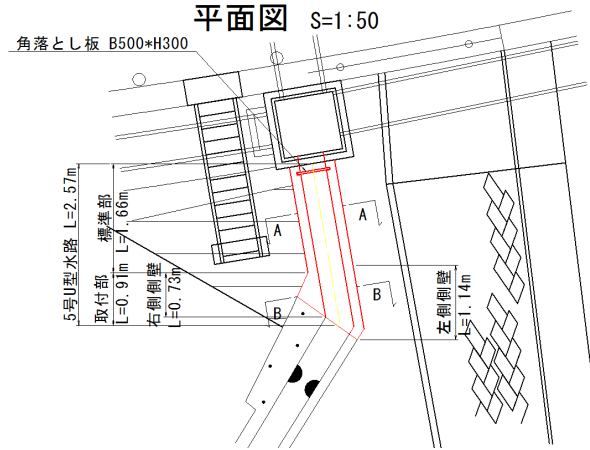 平面図 S=1:50
角落とし板 B500*H300
5号U型水路 L=2.57m
標準部
L=1.66m
取付部
L=0.91m
右側側壁
L=0.73m
A
A
B
B
左側側壁
L=1.14m